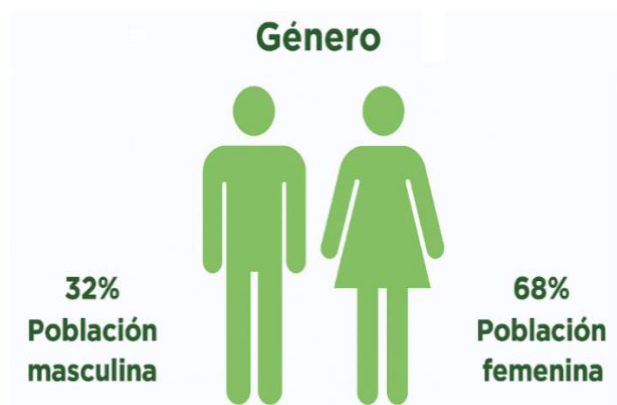 Género
32%
Población
masculina
68%
Población
femenina